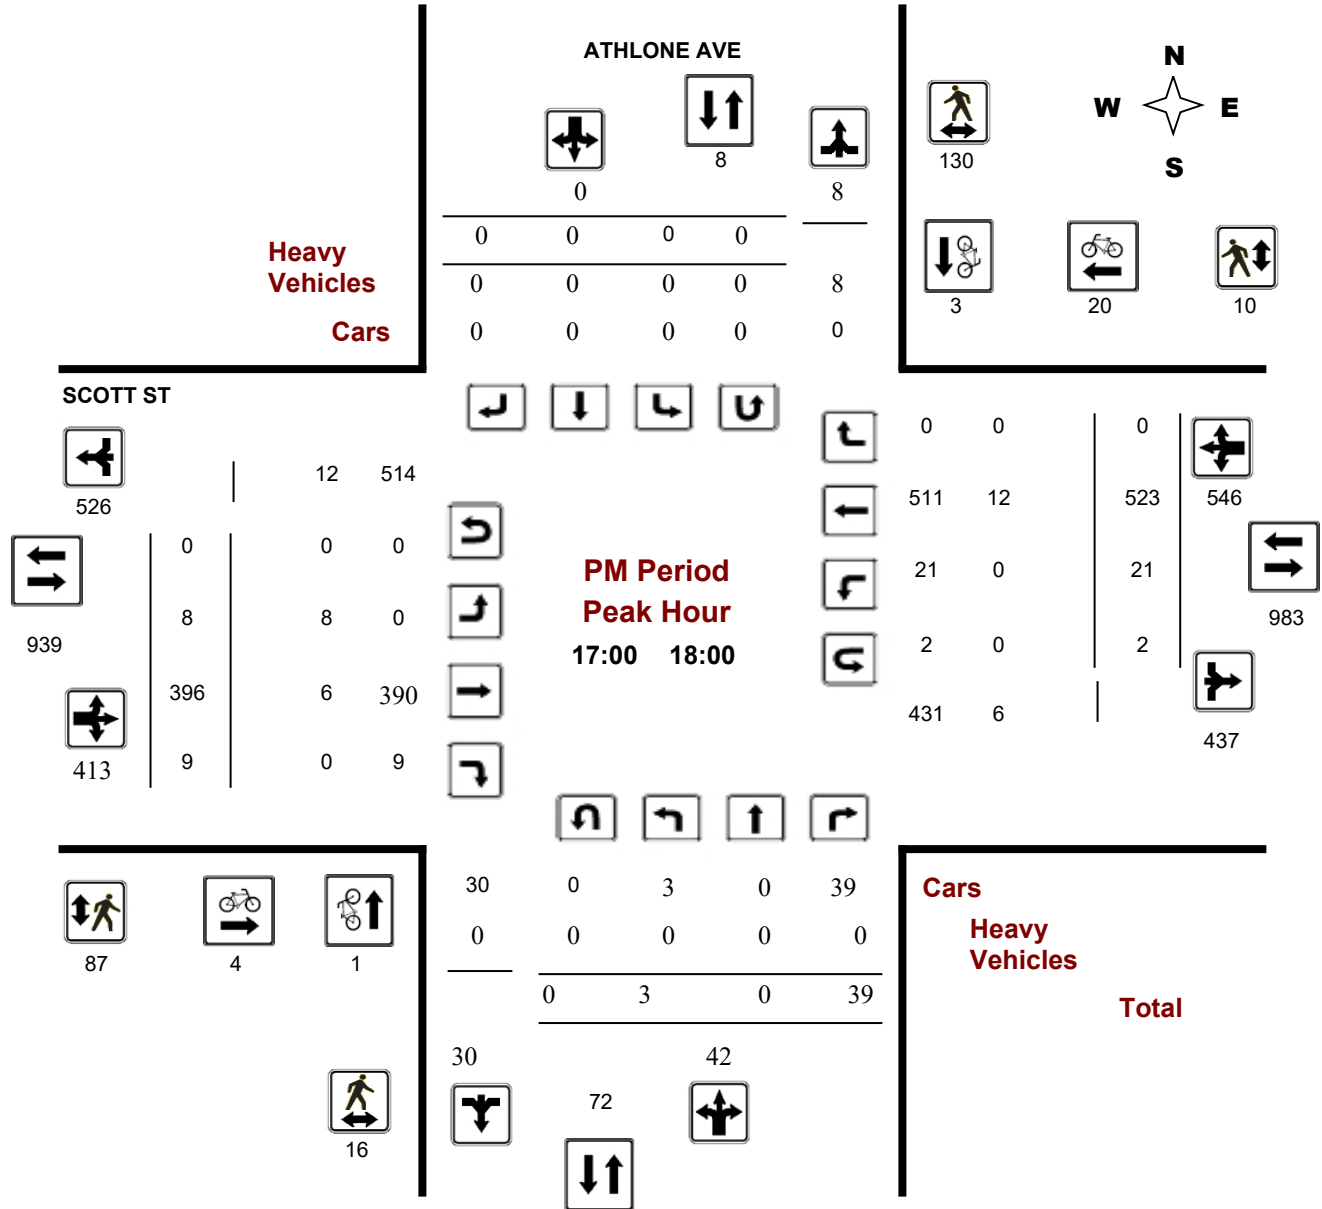 ATHLONE AVE
N
W E
S
8
130
0 8
0 0 0 0
Heavy
Vehicles
0 0 0 0 8
3 20 10
Cars
0 0 0 0 0
SCOTT ST
0 0 0
12 514
526
511 12 523 546
0 0 0
PM Period
21 0 21
Peak Hour
8 8 0
983
939
17:00 18:00
2 0 2
396 6 390
431 6
437
413 9 0 9
30 0 3 0 39
Cars
0 0 0 0 0
Heavy
Vehicles
87 4 1
0 3 0 39
Total
30 42
72
16